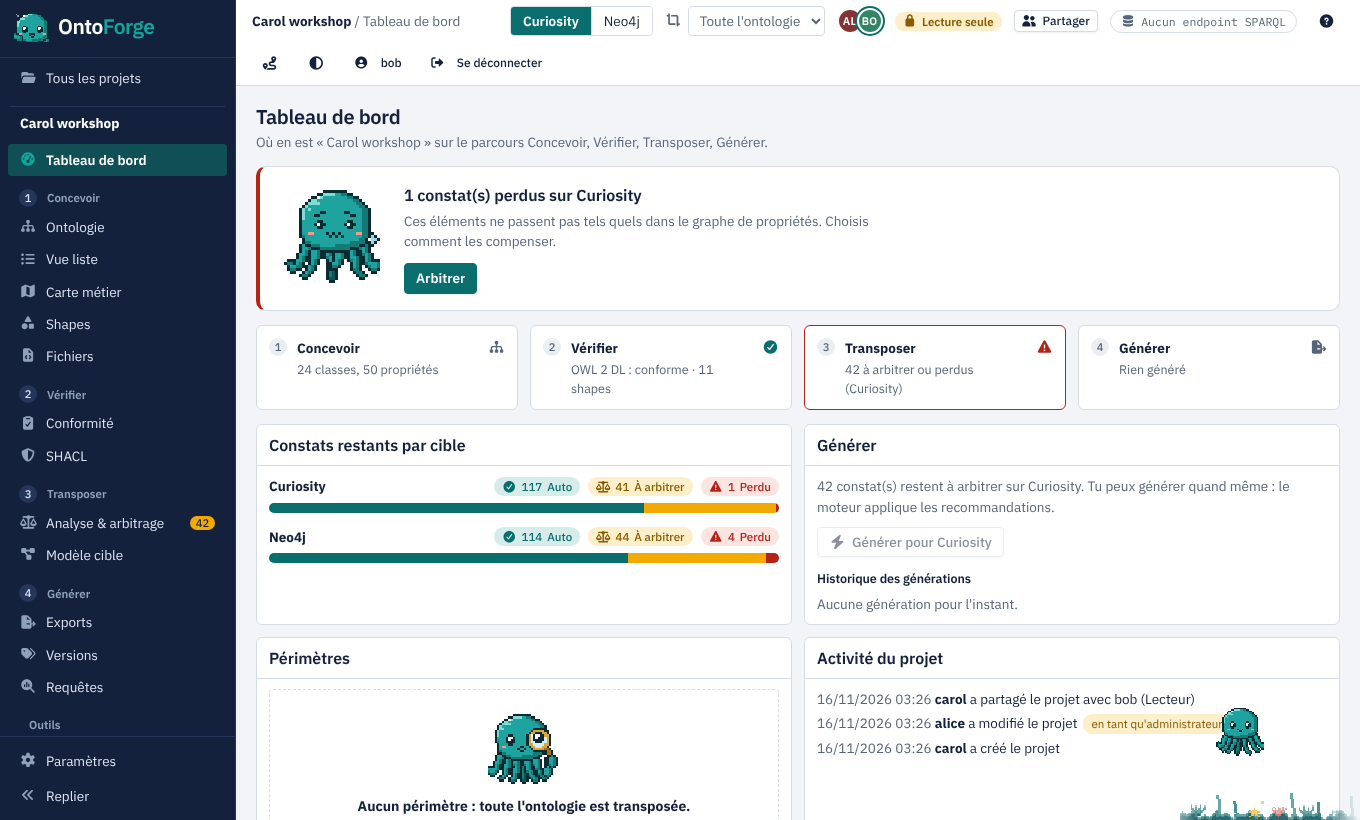 OntoForge
Tous les projets
Carol workshop
Tableau de bord
1 Concevoir
Ontologie
Vue liste
Carte métier
Shapes
Fichiers
2 Vérifier
Conformité
SHACL
3 Transposer
Analyse & arbitrage 42
Modèle cible
4 Générer
Exports
Versions
Requêtes
Outils
Paramètres
Replier
Carol workshop / Tableau de bord
Curiosity Neo4j
Toute l'ontologie
AL BO
Lecture seule
Partager
Aucun endpoint SPARQL
?
bob
Se déconnecter
Tableau de bord
Où en est « Carol workshop » sur le parcours Concevoir, Vérifier, Transposer, Générer.
1 constat(s) perdus sur Curiosity
Ces éléments ne passent pas tels quels dans le graphe de propriétés. Choisis
comment les compenser.
Arbitrer
1 Concevoir
24 classes, 50 propriétés
2 Vérifier
OWL 2 DL : conforme · 11
shapes
3 Transposer
42 à arbitrer ou perdus
(Curiosity)
4 Générer
Rien généré
Constats restants par cible
Curiosity 117 Auto 41 À arbitrer 1 Perdu
Neo4j 114 Auto 44 À arbitrer 4 Perdu
Générer
42 constat(s) restent à arbitrer sur Curiosity. Tu peux générer quand même : le
moteur applique les recommandations.
Générer pour Curiosity
Historique des générations
Aucune génération pour l'instant.
Périmètres
Aucun périmètre : toute l'ontologie est transposée.
Activité du projet
16/11/2026 03:26 carol a partagé le projet avec bob (Lecteur)
16/11/2026 03:26 alice a modifié le projet en tant qu'administrateur
16/11/2026 03:26 carol a créé le projet